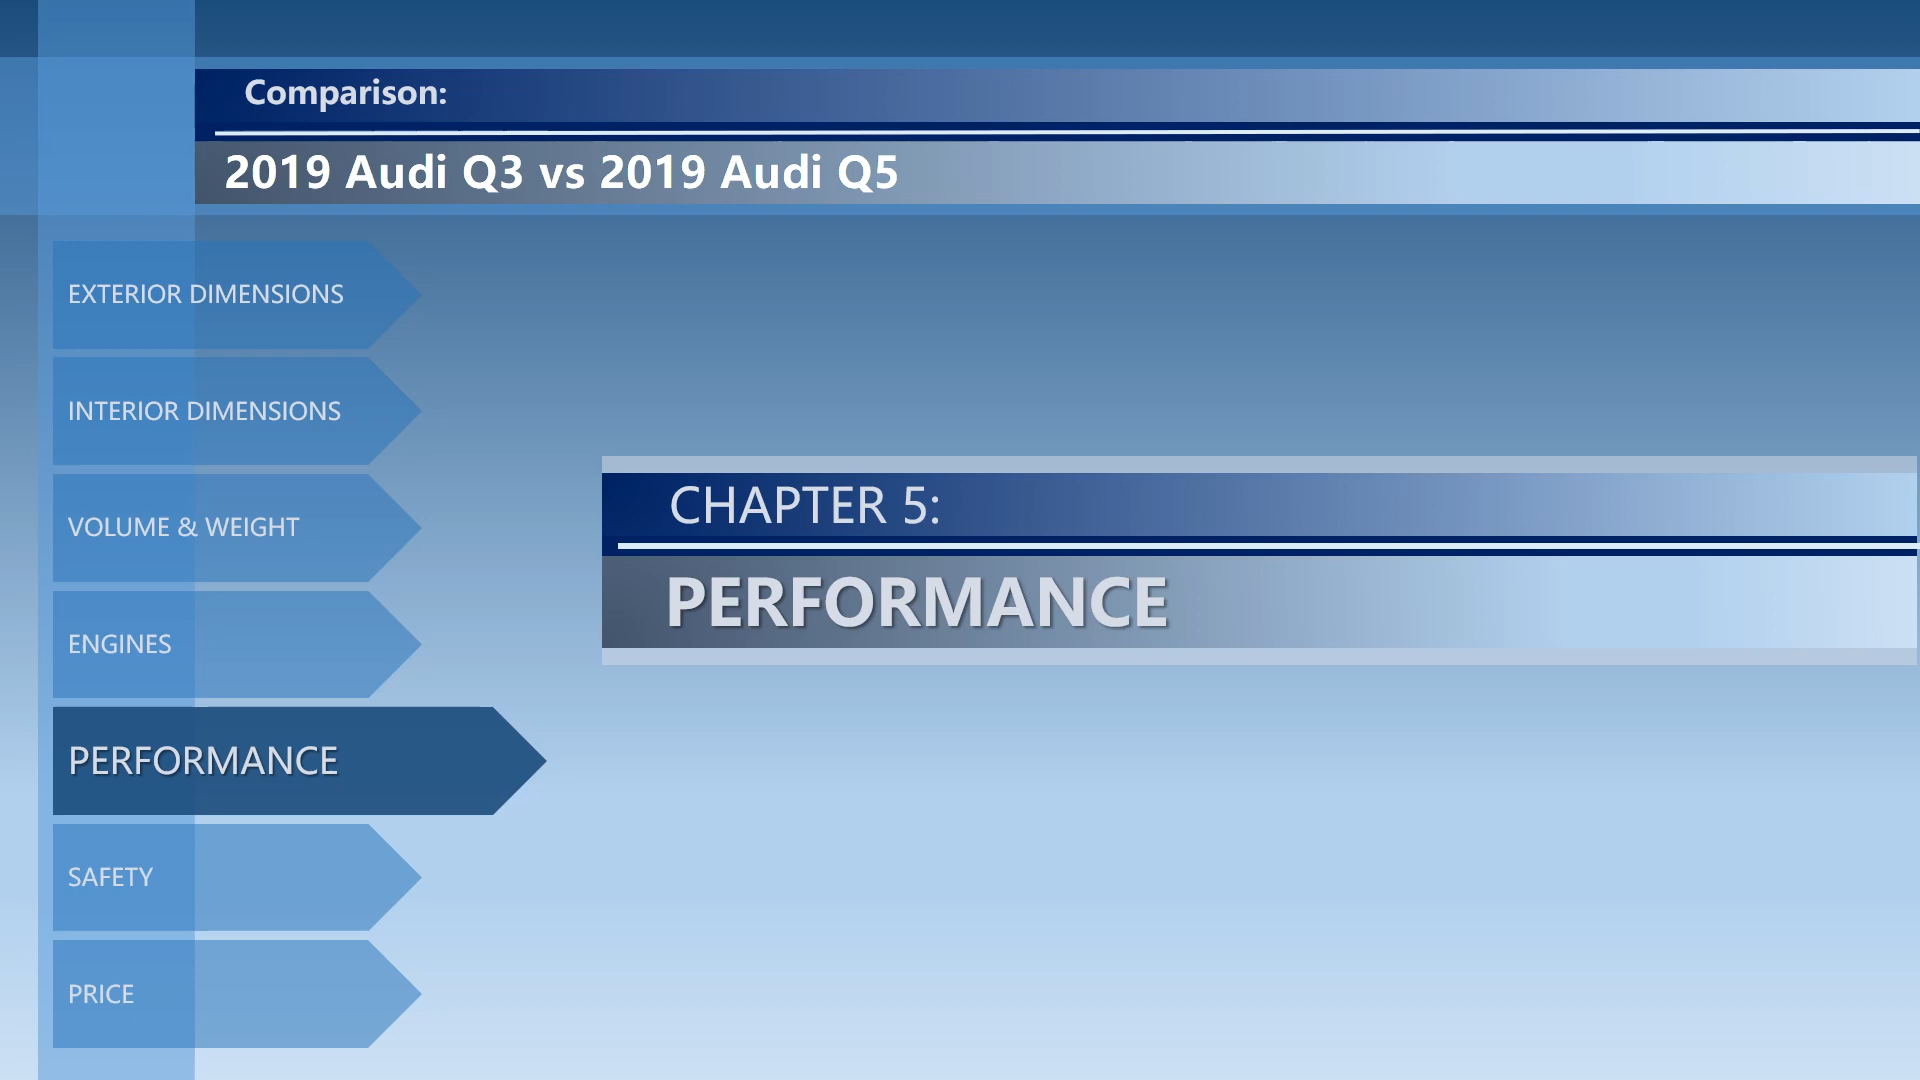 Comparison:
2019 Audi Q3 vs 2019 Audi Q5
EXTERIOR DIMENSIONS
INTERIOR DIMENSIONS
VOLUME & WEIGHT
ENGINES
PERFORMANCE
SAFETY
PRICE
CHAPTER 5:
PERFORMANCE